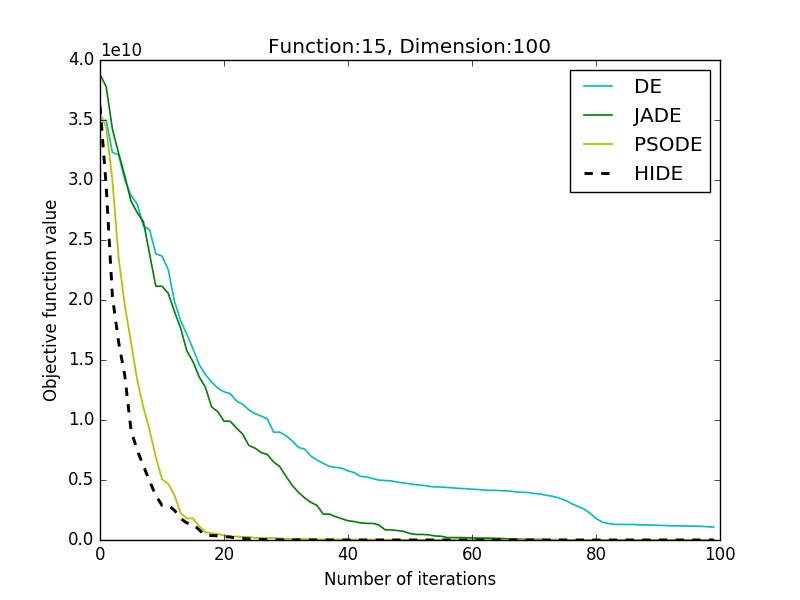 Function:15, Dimension:100
1e10
4.0
3.5
3.0
2.5
2.0
1.5
1.0
0.5
0.0
Objective function value
DE
JADE
PSODE
HIDE
0 20 40 60 80 100
Number of iterations